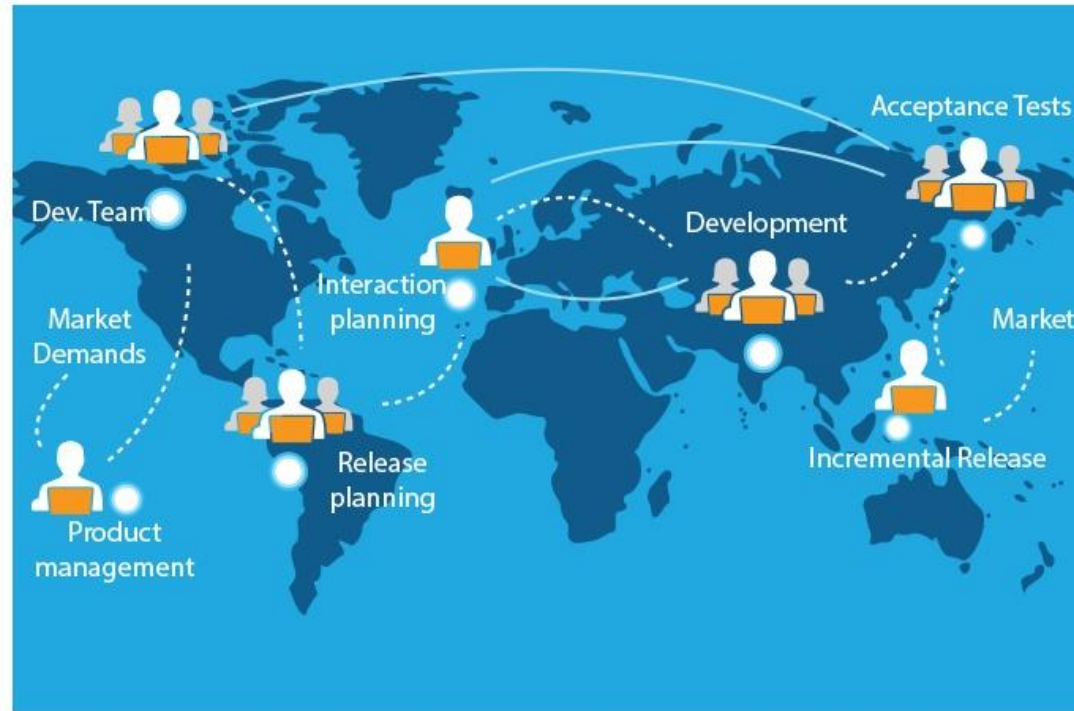 Acceptance Tests
Dev. Team
Development
Interaction
planning
Market
Demands
Market
Release
planning
Incremental Release
Product
management